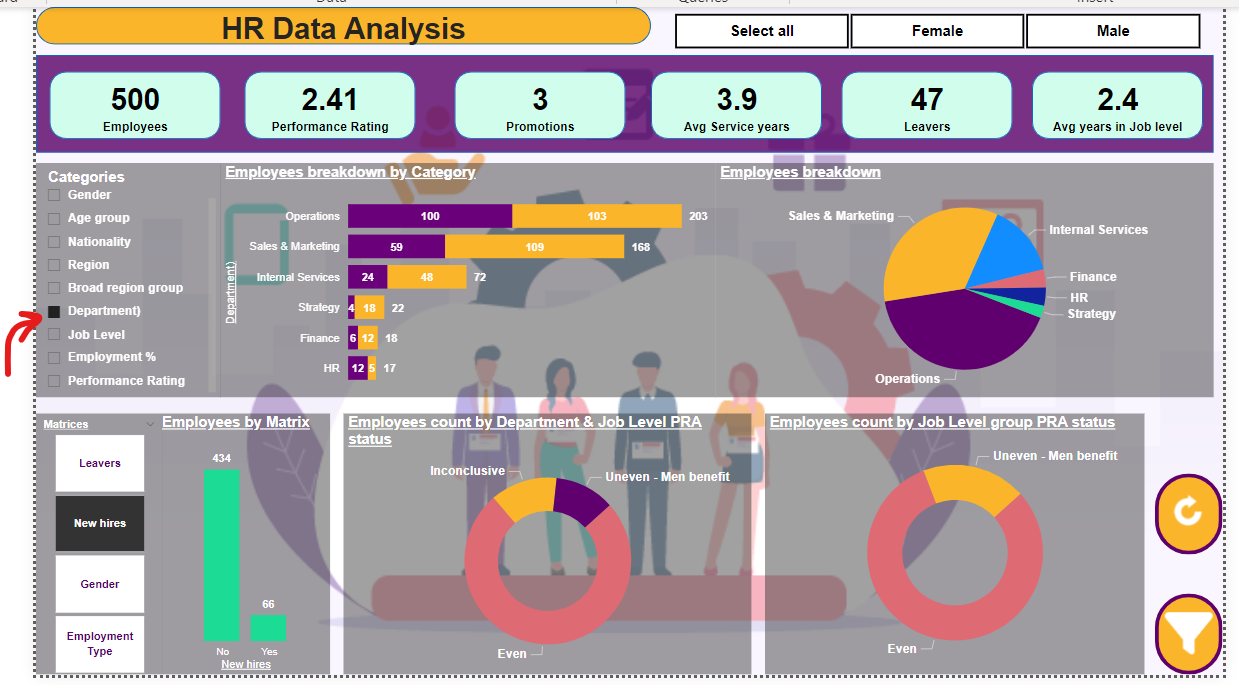 HR Data Analysis
Select all
Female
Male
500
Employees
2.41
Performance Rating
3
Promotions
3.9
Avg Service years
47
Leavers
2.4
Avg years in Job level
Categories
Gender
Age group
Nationality
Region
Broad region group
Department)
Job Level
Employment %
Performance Rating
Employees breakdown by Category
Department)
Operations 100 103 203
Sales & Marketing 59 109 168
Internal Services 24 48 72
Strategy 4 18 22
Finance 6 12 18
HR 12 5 17
Employees breakdown
Sales & Marketing
Internal Services
Finance
HR
Strategy
Operations
Matrices
Leavers
New hires
Gender
Employment
Type
Employees by Matrix
434
66
No Yes
New hires
Employees count by Department & Job Level PRA
status
Inconclusive
Uneven - Men benefit
Even
Employees count by Job Level group PRA status
Uneven - Men benefit
Even